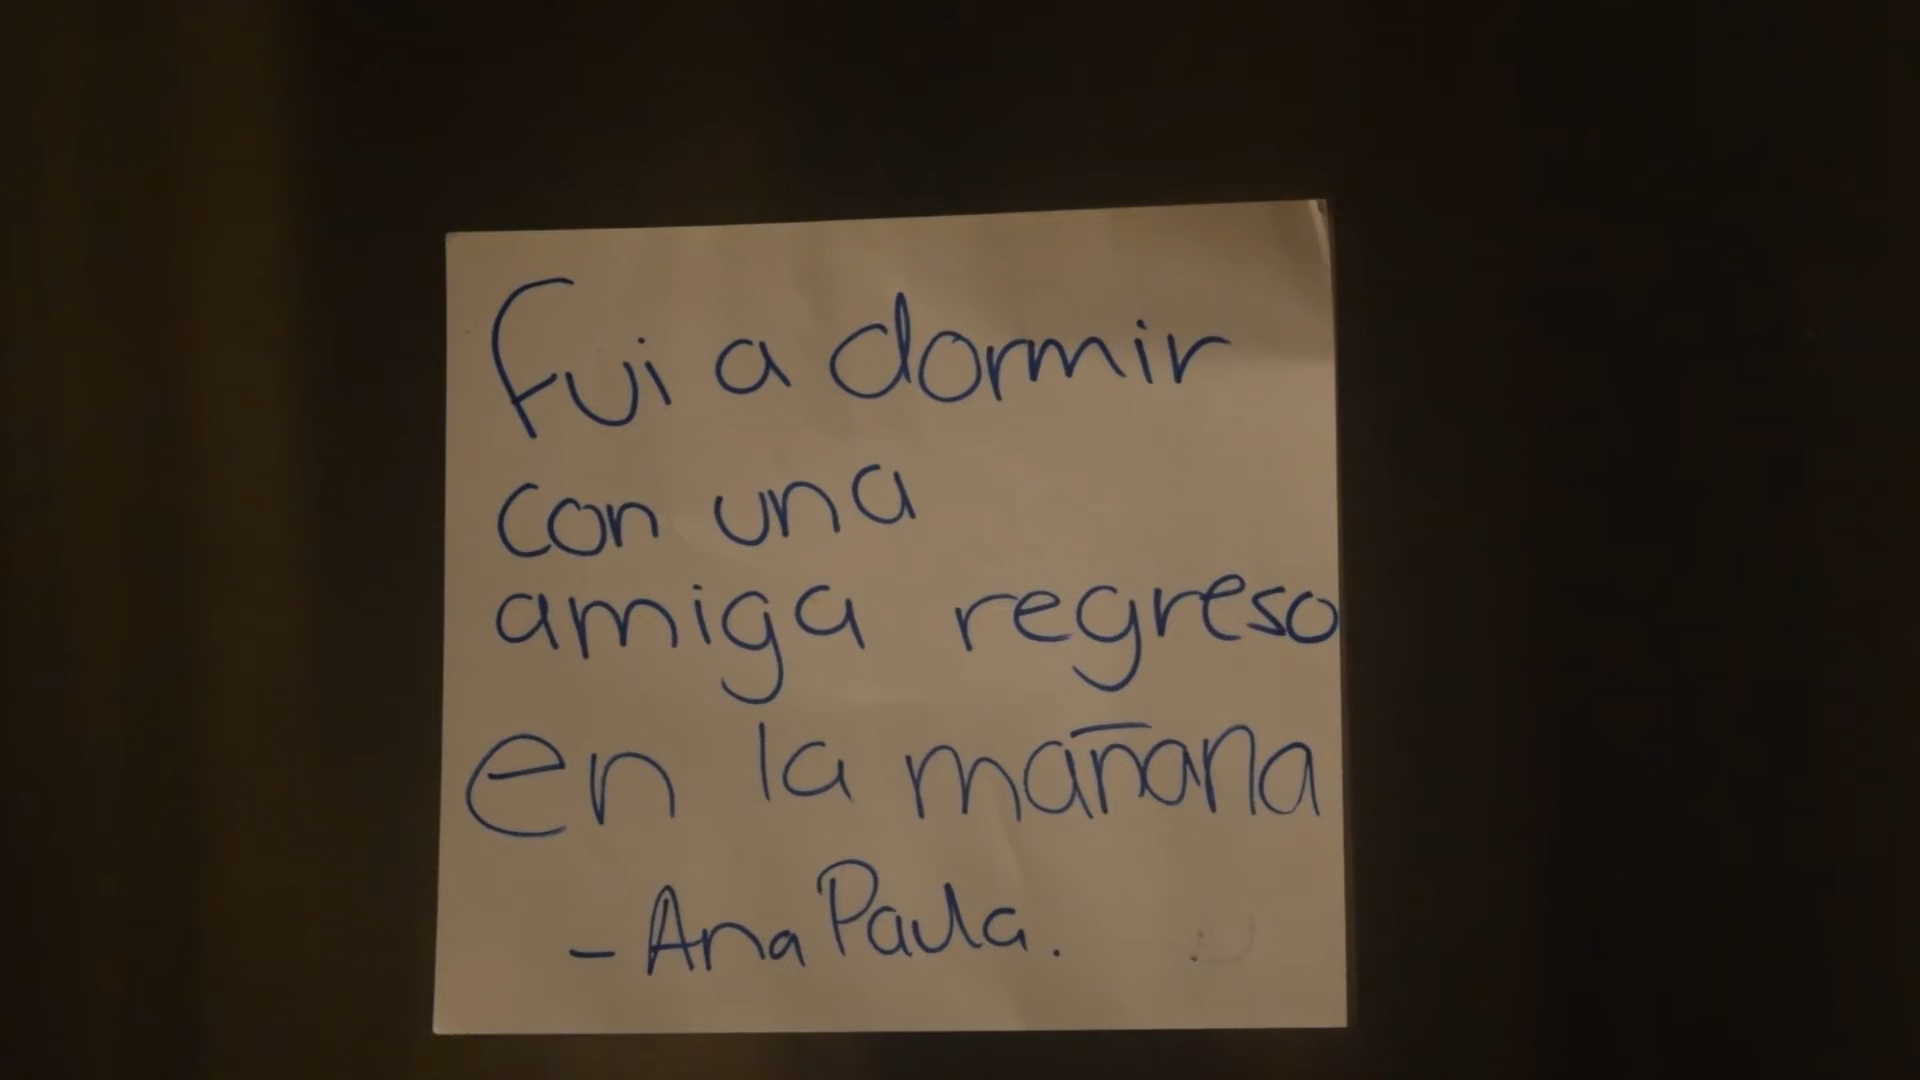 Fui a dormir
con una
amiga regreso
en la mañana
- Ana Paula.